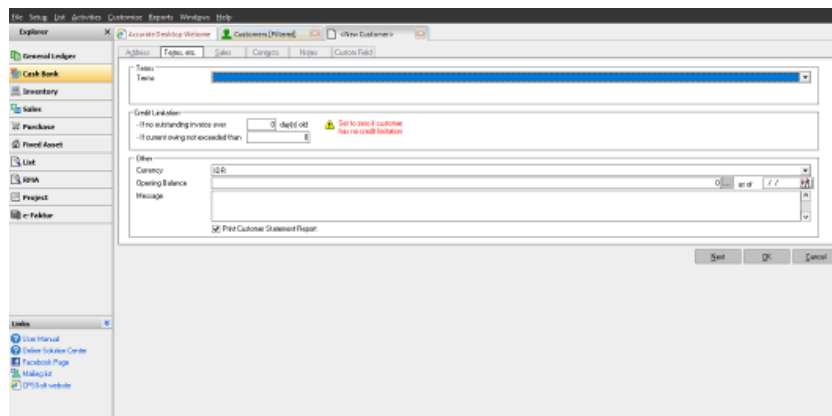 File Setup List Activities Customize Reports Windows Help
Explorer
Accurate Desktop Welcome Customers [Filtered] <New Customer>
Address Terms, etc. Sales Contacts Notes Custom Field
General Ledger
Cash Bank
Inventory
Sales
Purchase
Fixed Asset
List
RMA
Project
e-Faktur
Terms
Terms
Credit Limitation
- If no outstanding invoice over 0 day(s) old
- If current owing not exceeded than 0
Set to zero if customer
has no credit limitation
Other
Currency IDR
Opening Balance 0 ... as of / /
Message
Print Customer Statement Report
Next OK Cancel
Links
User Manual
Online Solution Center
Facebook Page
Mailing list
CPSSoft website